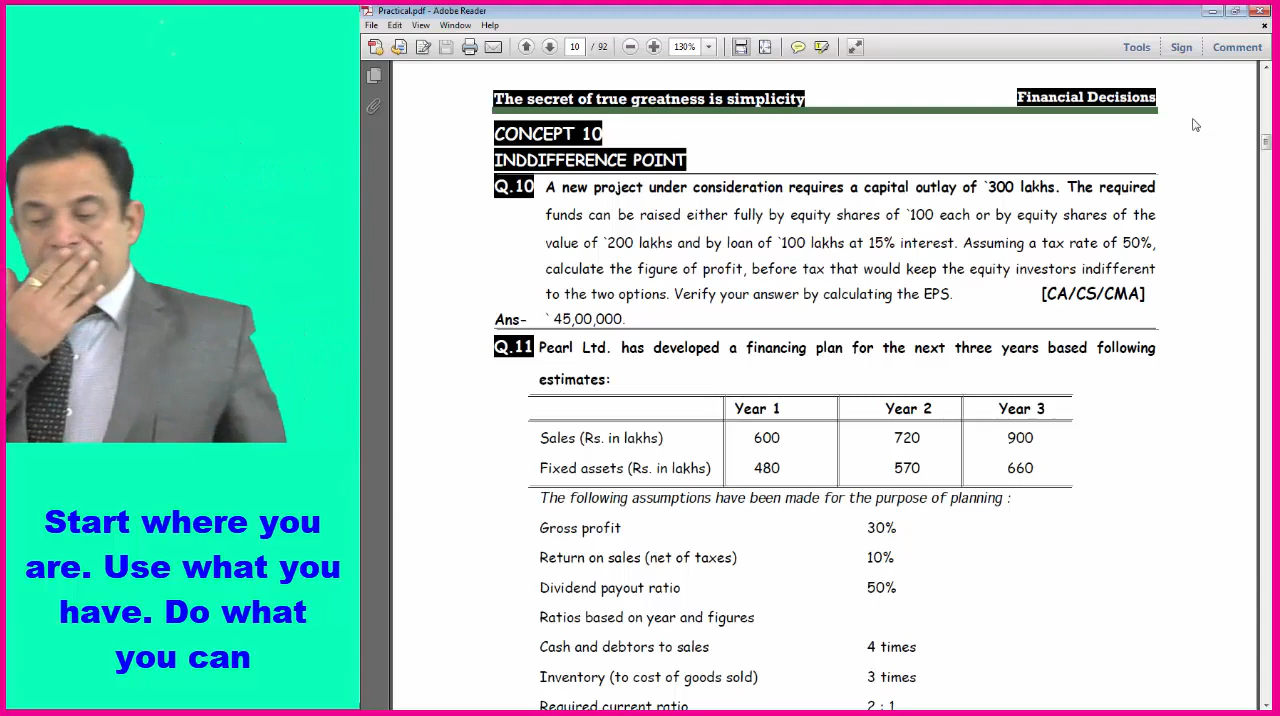 Practical.pdf - Adobe Reader
File Edit View Window Help
10 / 92 130% Tools Sign Comment
The secret of true greatness is simplicity Financial Decisions
CONCEPT 10
INDDIFFERENCE POINT
Q.10 A new project under consideration requires a capital outlay of `300 lakhs. The required
funds can be raised either fully by equity shares of `100 each or by equity shares of the
value of `200 lakhs and by loan of `100 lakhs at 15% interest. Assuming a tax rate of 50%,
calculate the figure of profit, before tax that would keep the equity investors indifferent
to the two options. Verify your answer by calculating the EPS. [CA/CS/CMA]
Ans- ` 45,00,000.
Q.11 Pearl Ltd. has developed a financing plan for the next three years based following
estimates:
Year 1 Year 2 Year 3
Sales (Rs. in lakhs) 600 720 900
Fixed assets (Rs. in lakhs) 480 570 660
The following assumptions have been made for the purpose of planning :
Gross profit 30%
Return on sales (net of taxes) 10%
Dividend payout ratio 50%
Ratios based on year and figures
Cash and debtors to sales 4 times
Inventory (to cost of goods sold) 3 times
Required current ratio 2 : 1
Start where you
are. Use what you
have. Do what
you can